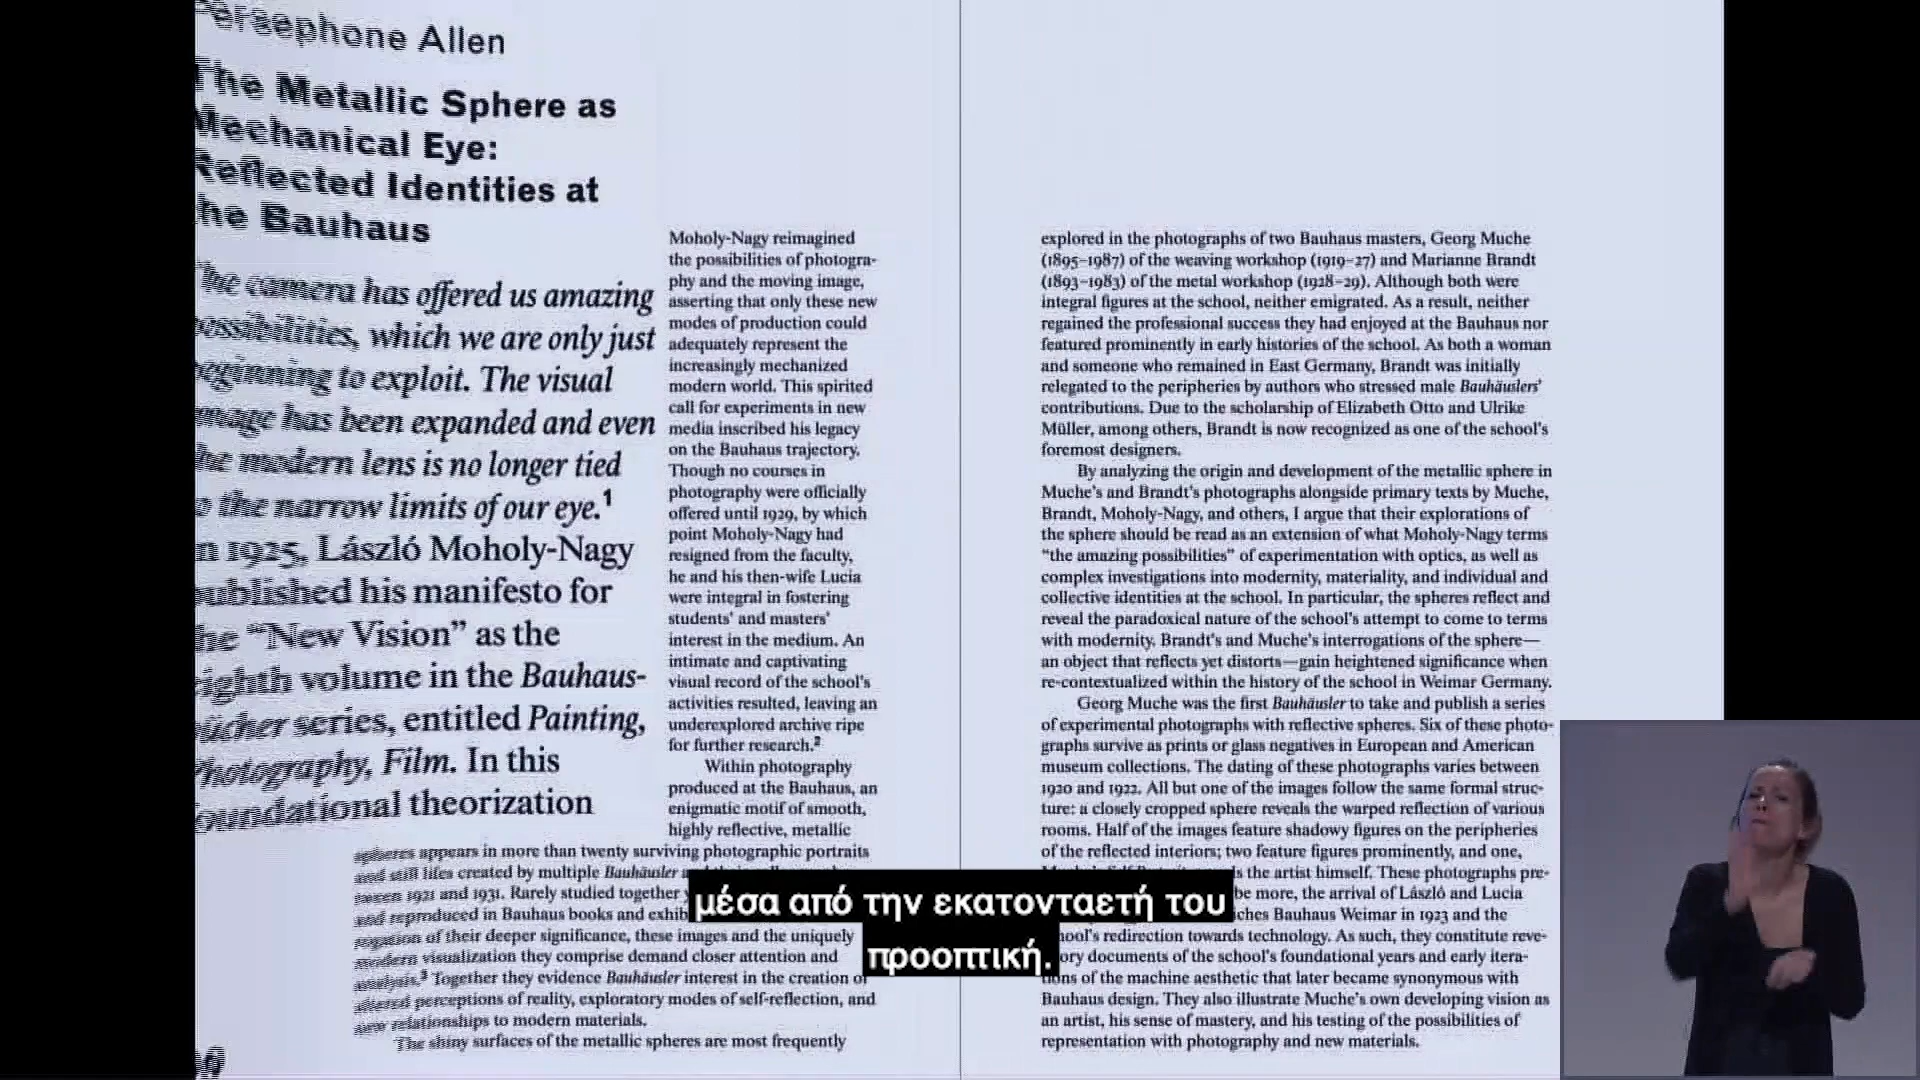 Persephone Allen
The Metallic Sphere as
Mechanical Eye:
Reflected Identities at
the Bauhaus
The camera has offered us amazing
possibilities, which we are only just
beginning to exploit. The visual
image has been expanded and even
the modern lens is no longer tied
to the narrow limits of our eye.1
In 1925, László Moholy-Nagy
published his manifesto for
the “New Vision” as the
eighth volume in the Bauhaus-
bücher series, entitled Painting,
Photography, Film. In this
foundational theorization
Moholy-Nagy reimagined
the possibilities of photogra-
phy and the moving image,
asserting that only these new
modes of production could
adequately represent the
increasingly mechanized
modern world. This spirited
call for experiments in new
media inscribed his legacy
on the Bauhaus trajectory.
Though no courses in
photography were officially
offered until 1929, by which
point Moholy-Nagy had
resigned from the faculty,
he and his then-wife Lucia
were integral in fostering
students’ and masters’
interest in the medium. An
intimate and captivating
visual record of the school’s
activities resulted, leaving an
underexplored archive ripe
for further research.2
Within photography
produced at the Bauhaus, an
enigmatic motif of smooth,
highly reflective, metallic
spheres appears in more than twenty surviving photographic portraits
and still lifes created by multiple Bauhäusler
between 1921 and 1931. Rarely studied together
and reproduced in Bauhaus books and
of their deeper significance, these images and the uniquely
modern visualization they comprise demand closer attention and
analysis.3 Together they evidence Bauhäusler interest in the creation of
altered perceptions of reality, exploratory modes of self-reflection, and
new relationships to modern materials.
The shiny surfaces of the metallic spheres are most frequently
explored in the photographs of two Bauhaus masters, Georg Muche
(1895–1987) of the weaving workshop (1919–27) and Marianne Brandt
(1893–1983) of the metal workshop (1928–29). Although both were
integral figures at the school, neither emigrated. As a result, neither
regained the professional success they had enjoyed at the Bauhaus nor
featured prominently in early histories of the school. As both a woman
and someone who remained in East Germany, Brandt was initially
relegated to the peripheries by authors who stressed male Bauhäuslers’
contributions. Due to the scholarship of Elizabeth Otto and Ulrike
Müller, among others, Brandt is now recognized as one of the school’s
foremost designers.
By analyzing the origin and development of the metallic sphere in
Muche’s and Brandt’s photographs alongside primary texts by Muche,
Brandt, Moholy-Nagy, and others, I argue that their explorations of
the sphere should be read as an extension of what Moholy-Nagy terms
“the amazing possibilities” of experimentation with optics, as well as
complex investigations into modernity, materiality, and individual and
collective identities at the school. In particular, the spheres reflect and
reveal the paradoxical nature of the school’s attempt to come to terms
with modernity. Brandt’s and Muche’s interrogations of the sphere—
an object that reflects yet distorts—gain heightened significance when
re-contextualized within the history of the school in Weimar Germany.
Georg Muche was the first Bauhäusler to take and publish a series
of experimental photographs with reflective spheres. Six of these photo-
graphs survive as prints or glass negatives in European and American
museum collections. The dating of these photographs varies between
1920 and 1922. All but one of the images follow the same formal struc-
ture: a closely cropped sphere reveals the warped reflection of various
rooms. Half of the images feature shadowy figures on the peripheries
of the reflected interiors; two feature figures prominently, and one,
the artist himself. These photographs pre-
be more, the arrival of László and Lucia
Bauhaus Weimar in 1923 and the
school’s redirection towards technology. As such, they constitute reve-
ory documents of the school’s foundational years and early itera-
tions of the machine aesthetic that later became synonymous with
Bauhaus design. They also illustrate Muche’s own developing vision as
an artist, his sense of mastery, and his testing of the possibilities of
representation with photography and new materials.
μέσα από την εκατονταετή του
προοπτική.